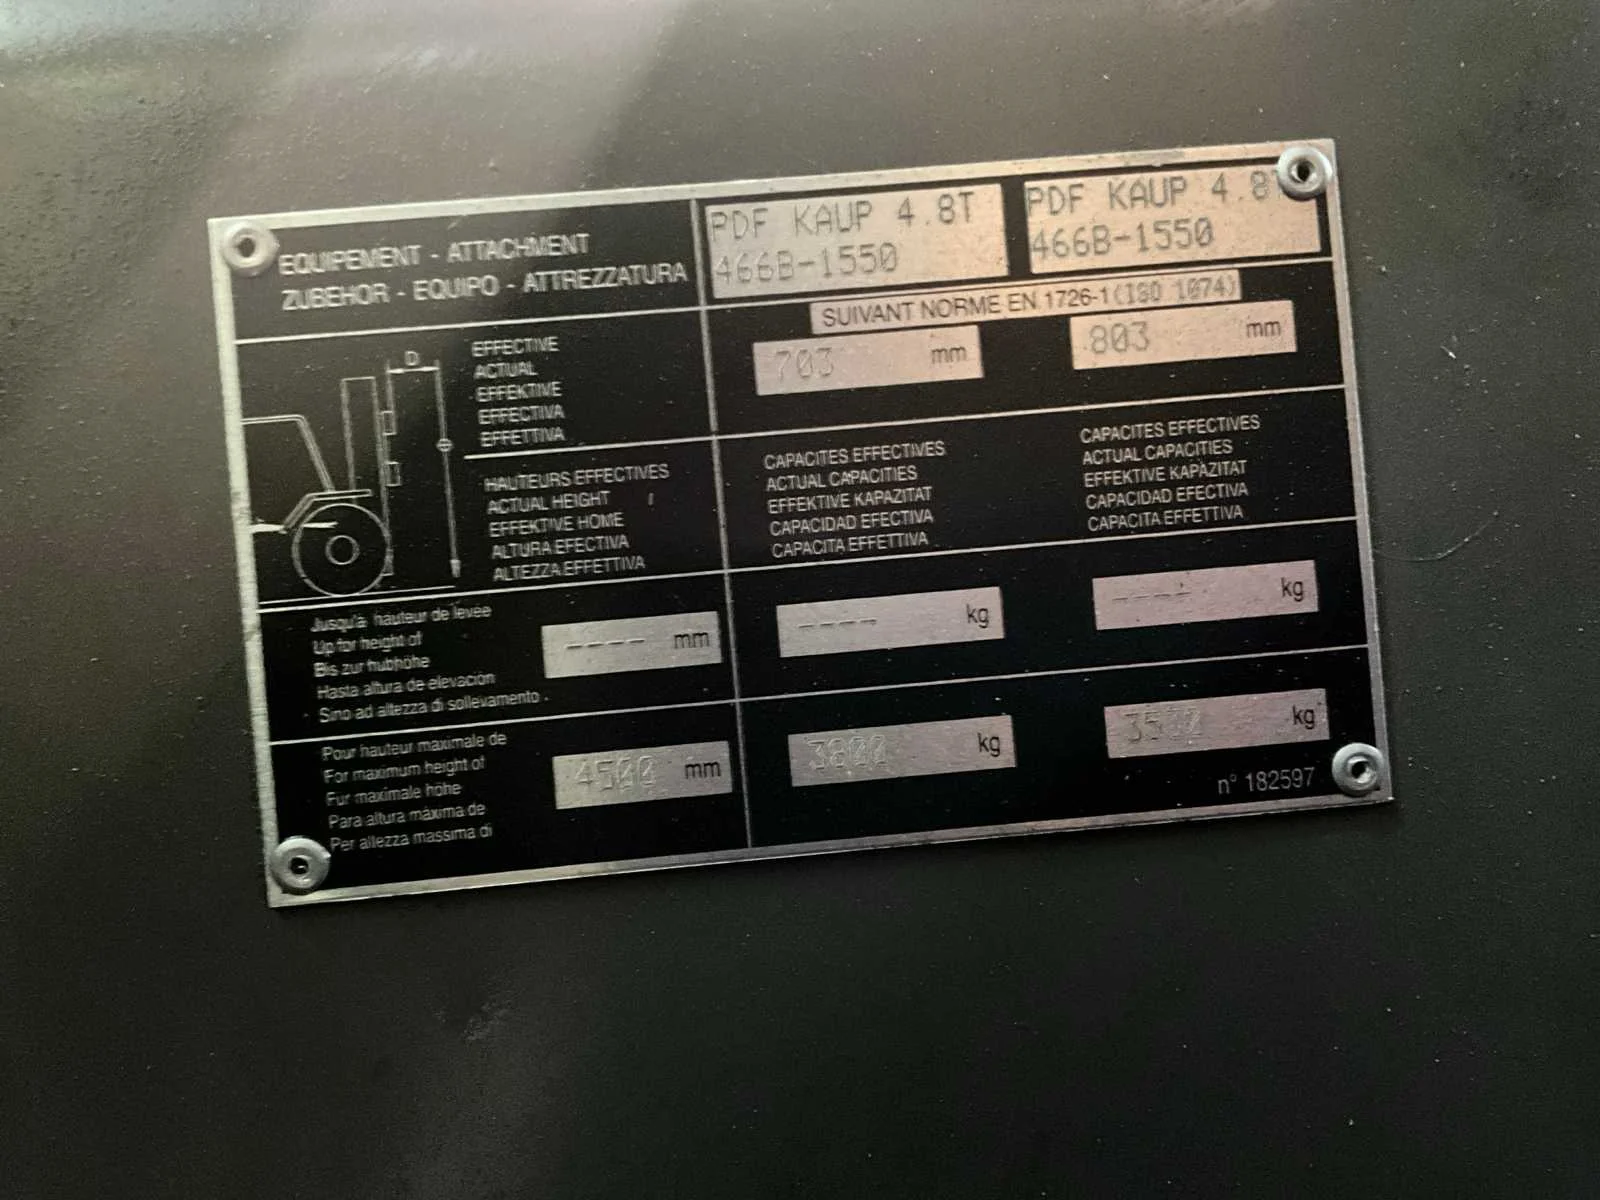 EQUIPEMENT - ATTACHMENT
ZUBEHOR - EQUIPO - ATTREZZATURA
PDF KAUP 4.8T
466B-1550
PDF KAUP 4.8T
466B-1550
SUIVANT NORME EN 1726-1(ISO 1074)
D
EFFECTIVE
ACTUAL
EFFEKTIVE
EFFECTIVA
EFFETTIVA
703 mm
803 mm
HAUTEURS EFFECTIVES
ACTUAL HEIGHT
EFFEKTIVE HOME
ALTURA EFECTIVA
ALTEZZA EFFETTIVA
CAPACITES EFFECTIVES
ACTUAL CAPACITIES
EFFEKTIVE KAPAZITAT
CAPACIDAD EFECTIVA
CAPACITA EFFETTIVA
CAPACITES EFFECTIVES
ACTUAL CAPACITIES
EFFEKTIVE KAPAZITAT
CAPACIDAD EFECTIVA
CAPACITA EFFETTIVA
Jusqu'à hauteur de levée
Up for height of
Bis zur hubhöhe
Hasta altura de elevación
Sino ad altezza di sollevamento
---- mm
---- kg
---- kg
Pour hauteur maximale de
For maximum height of
Fur maximale höhe
Para altura máxima de
Per altezza massima di
4500 mm
3800 kg
3500 kg
n° 182597